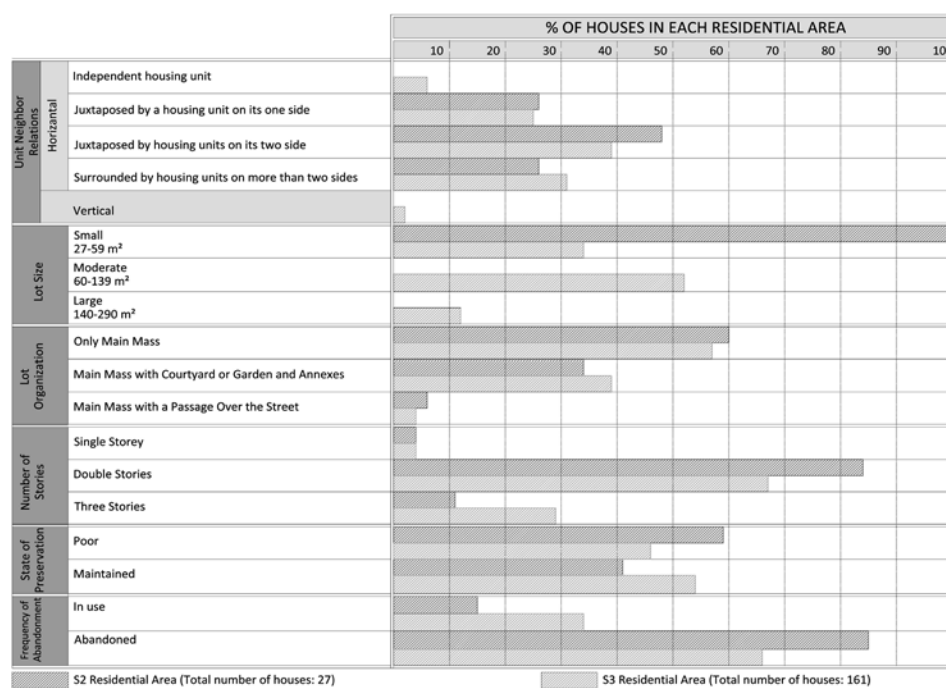 % OF HOUSES IN EACH RESIDENTIAL AREA
10 20 30 40 50 60 70 80 90 10
Unit Neighbor
Relations
Horizantal
Independent housing unit
Juxtaposed by a housing unit on its one side
Juxtaposed by housing units on its two side
Surrounded by housing units on more than two sides
Vertical
Lot Size
Small
27-59 m²
Moderate
60-139 m²
Large
140-290 m²
Lot
Organization
Only Main Mass
Main Mass with Courtyard or Garden and Annexes
Main Mass with a Passage Over the Street
Number of
Stories
Single Storey
Double Stories
Three Stories
State of
Preservation
Poor
Maintained
Frequency of
Abandonment
In use
Abandoned
S2 Residential Area (Total number of houses: 27)
S3 Residential Area (Total number of houses: 161)